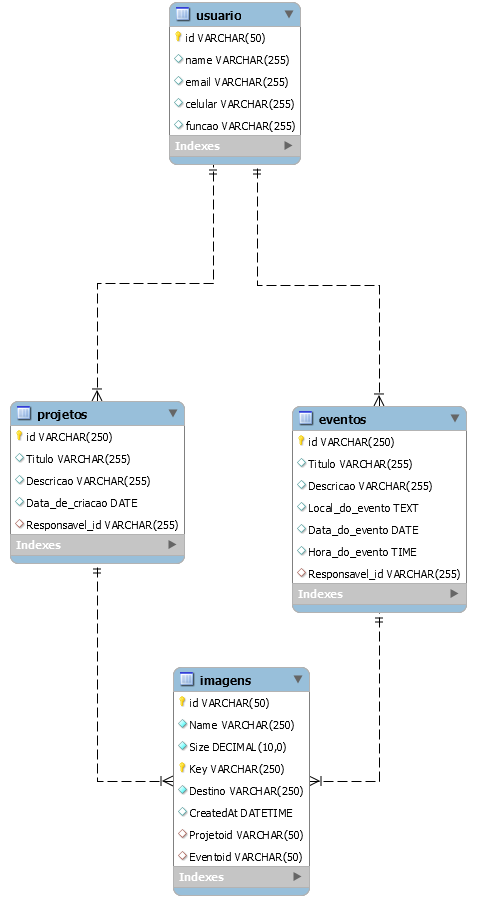 usuario
id VARCHAR(50)
name VARCHAR(255)
email VARCHAR(255)
celular VARCHAR(255)
funcao VARCHAR(255)
Indexes
projetos
id VARCHAR(250)
Titulo VARCHAR(255)
Descricao VARCHAR(255)
Data_de_criacao DATE
Responsavel_id VARCHAR(255)
Indexes
eventos
id VARCHAR(250)
Titulo VARCHAR(255)
Descricao VARCHAR(255)
Local_do_evento TEXT
Data_do_evento DATE
Hora_do_evento TIME
Responsavel_id VARCHAR(255)
Indexes
imagens
id VARCHAR(50)
Name VARCHAR(250)
Size DECIMAL(10,0)
Key VARCHAR(250)
Destino VARCHAR(250)
CreatedAt DATETIME
Projetoid VARCHAR(50)
Eventoid VARCHAR(50)
Indexes